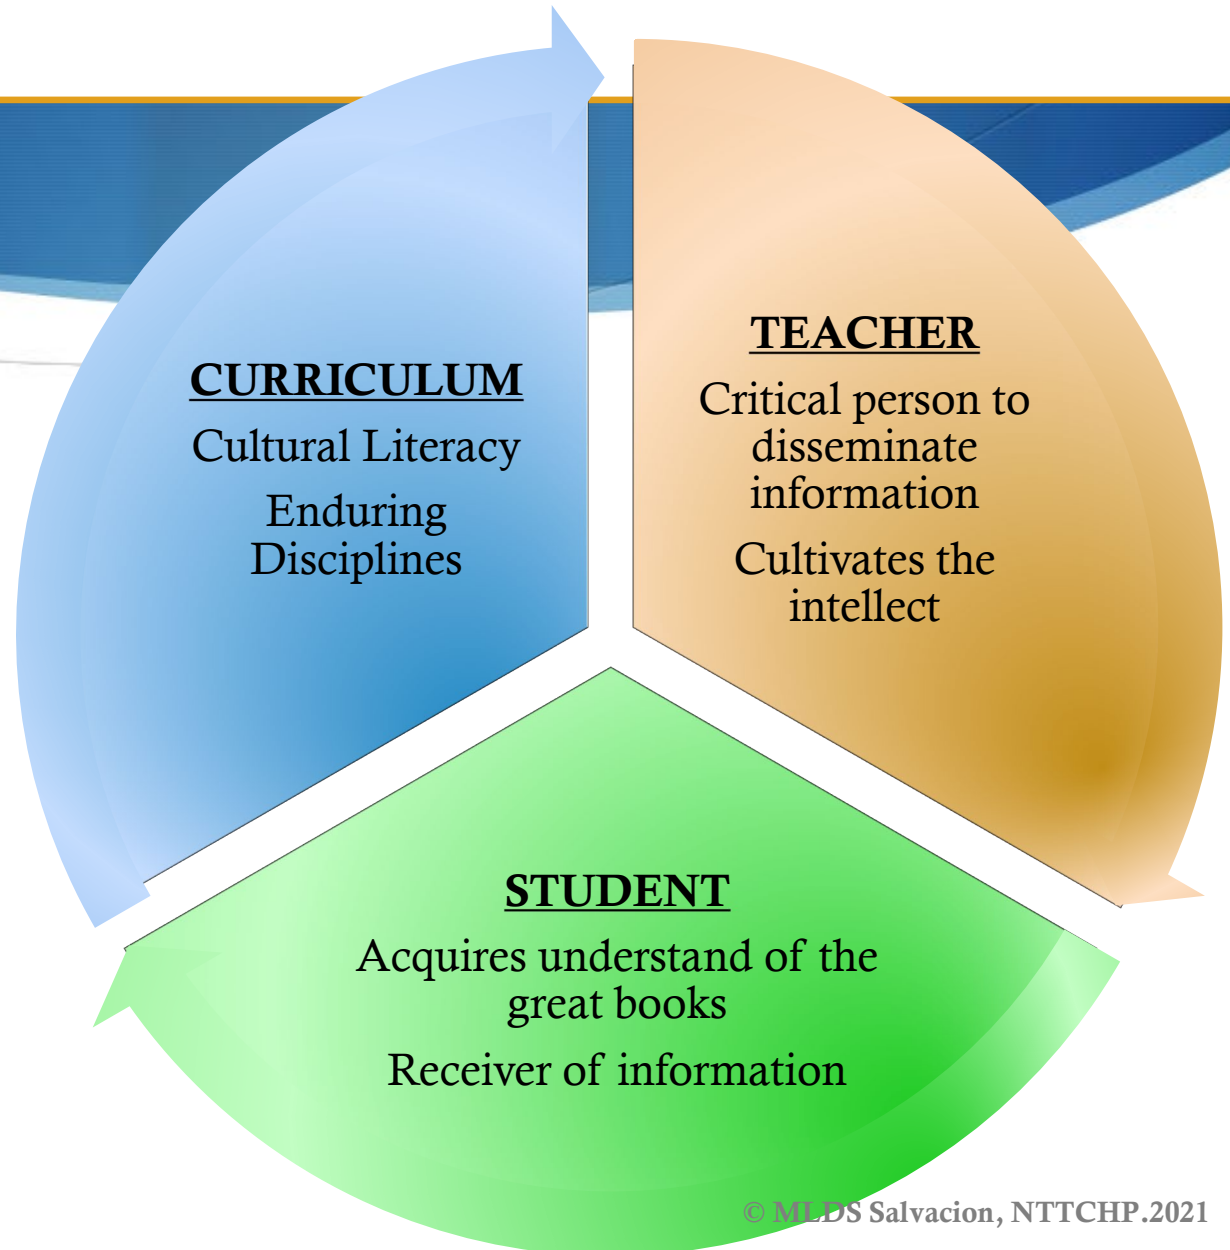 CURRICULUM
Cultural Literacy
Enduring
Disciplines
TEACHER
Critical person to
disseminate
information
Cultivates the
intellect
STUDENT
Acquires understand of the
great books
Receiver of information
© MLDS Salvacion, NTTCHP.2021